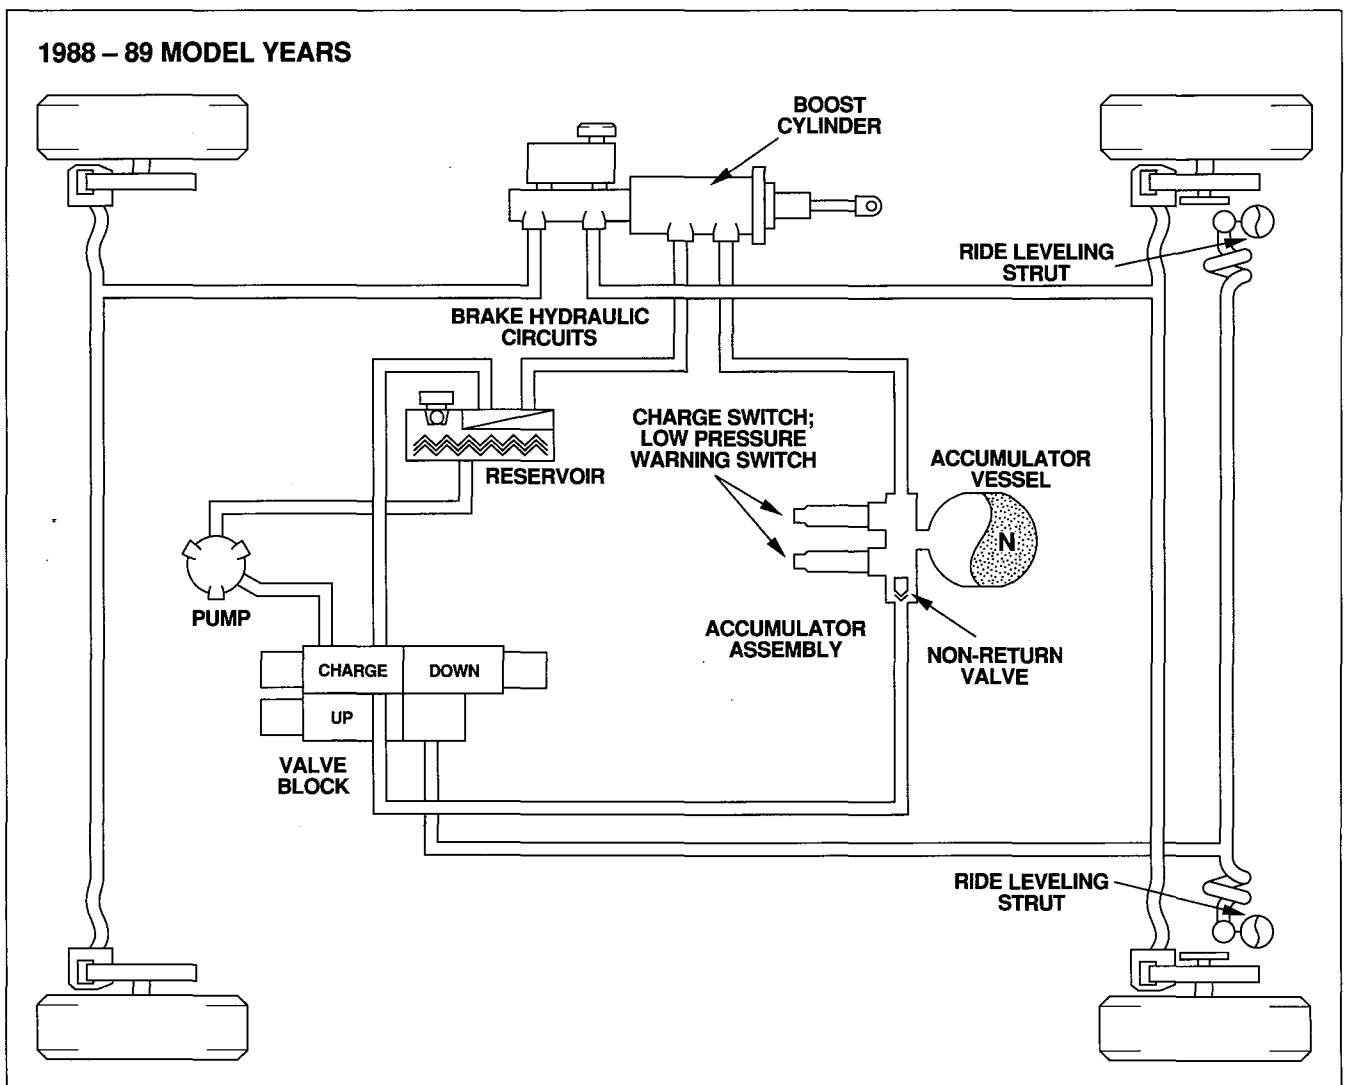 1988 – 89 MODEL YEARS
BOOST
CYLINDER
RIDE LEVELING
STRUT
BRAKE HYDRAULIC
CIRCUITS
CHARGE SWITCH;
LOW PRESSURE
WARNING SWITCH
ACCUMULATOR
VESSEL
RESERVOIR
N
PUMP
ACCUMULATOR
ASSEMBLY
NON-RETURN
VALVE
CHARGE
DOWN
UP
VALVE
BLOCK
RIDE LEVELING
STRUT